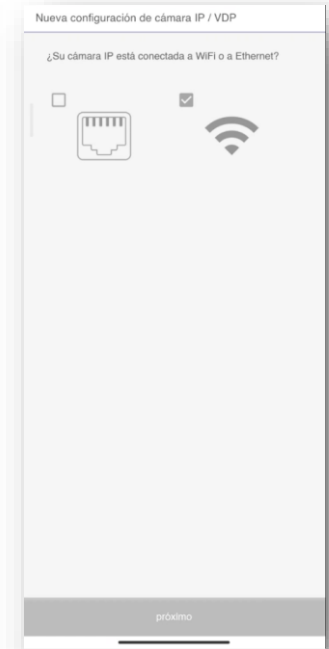 Nueva configuración de cámara IP / VDP
¿Su cámara IP está conectada a WiFi o a Ethernet?
próximo